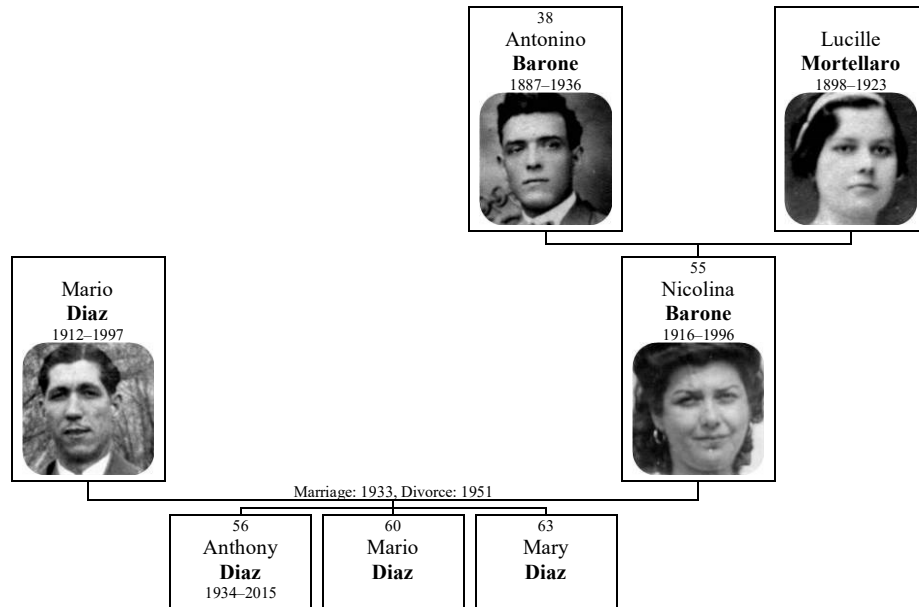 38
Antonino
Barone
1887–1936
Lucille
Mortellaro
1898–1923
Mario
Diaz
1912–1997
55
Nicolina
Barone
1916–1996
Marriage: 1933, Divorce: 1951
56
Anthony
Diaz
1934–2015
60
Mario
Diaz
63
Mary
Diaz